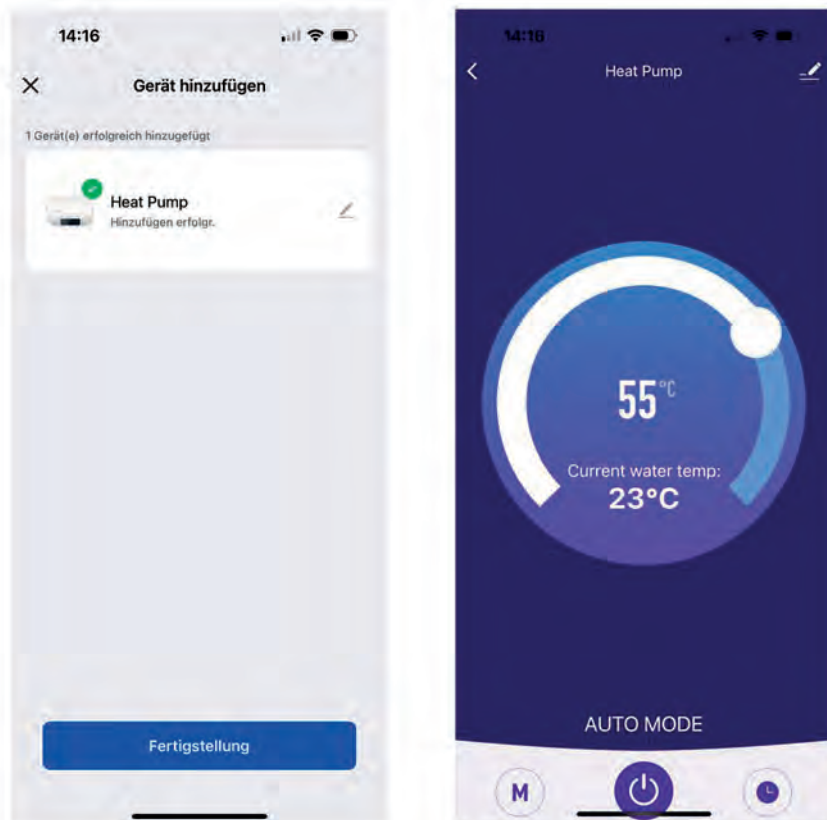 14:16
Gerät hinzufügen
1 Gerät(e) erfolgreich hinzugefügt
Heat Pump
Hinzufügen erfolgr.
Fertigstellung
14:16
Heat Pump
55°C
Current water temp:
23°C
AUTO MODE
M